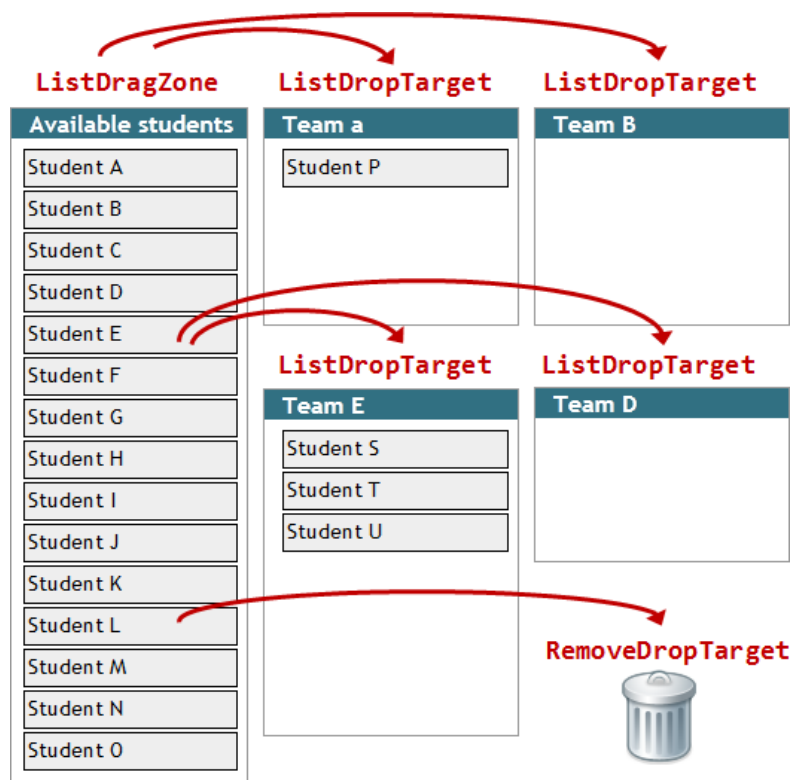 ListDragZone
Available students
Student A
Student B
Student C
Student D
Student E
Student F
Student G
Student H
Student I
Student J
Student K
Student L
Student M
Student N
Student O
ListDropTarget
Team a
Student P
ListDropTarget
Team B
ListDropTarget
Team E
Student S
Student T
Student U
ListDropTarget
Team D
RemoveDropTarget